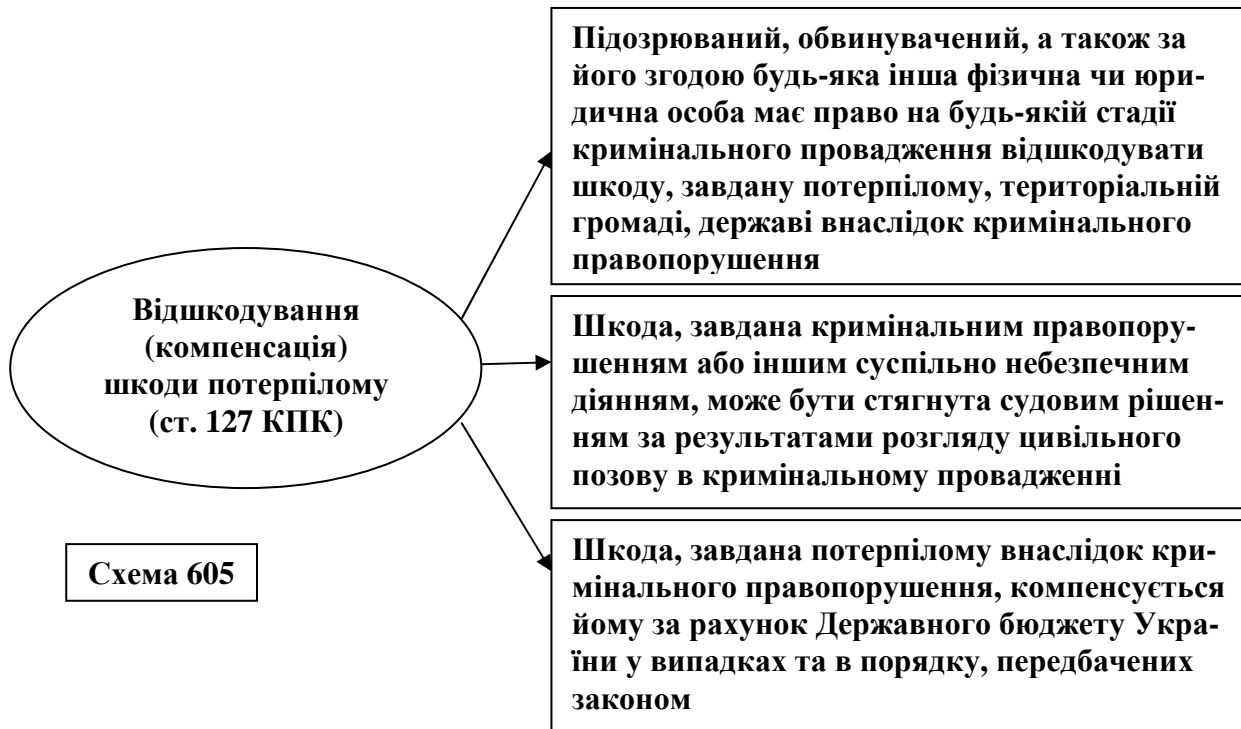 Підозрюваний, обвинувачений, а також за
його згодою будь-яка інша фізична чи юри-
дична особа має право на будь-якій стадії
кримінального провадження відшкодувати
шкоду, завдану потерпілому, територіальній
громаді, державі внаслідок кримінального
правопорушення
Відшкодування
(компенсація)
шкоди потерпілому
(ст. 127 КПК)
Шкода, завдана кримінальним правопору-
шенням або іншим суспільно небезпечним
діянням, може бути стягнута судовим рішен-
ням за результатами розгляду цивільного
позову в кримінальному провадженні
Схема 605
Шкода, завдана потерпілому внаслідок кри-
мінального правопорушення, компенсується
йому за рахунок Державного бюджету Укра-
їни у випадках та в порядку, передбачених
законом